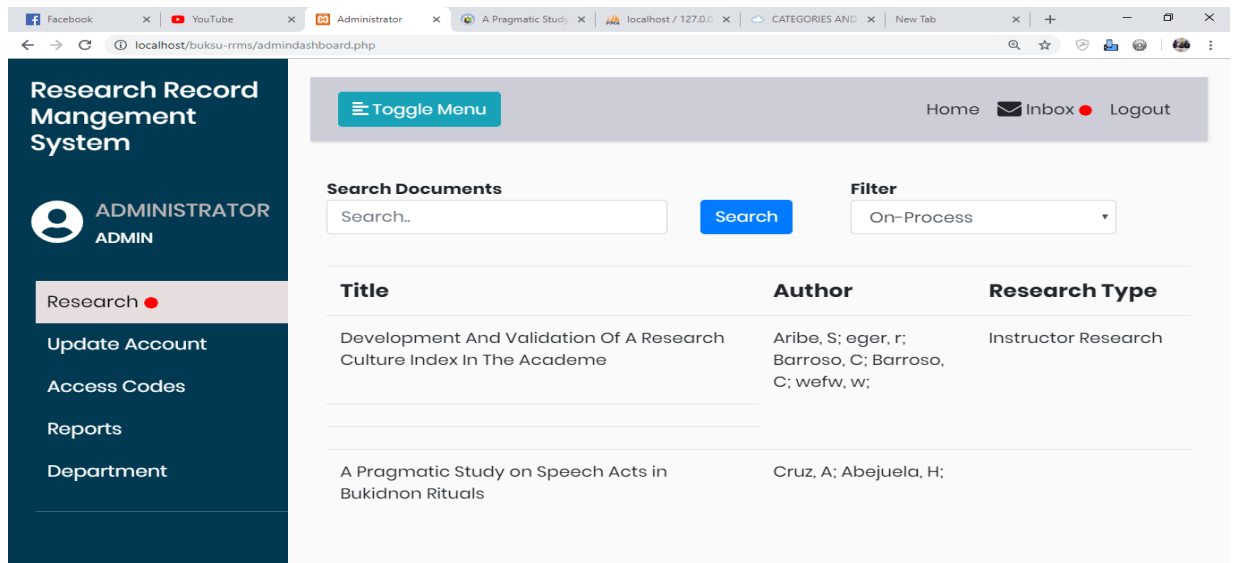 Facebook
YouTube
Administrator
A Pragmatic Study
localhost / 127.0.0
CATEGORIES AND
New Tab
localhost/buksu-rrms/admindashboard.php
Research Record
Mangement
System
ADMINISTRATOR
ADMIN
Research
Update Account
Access Codes
Reports
Department
Toggle Menu
Home Inbox Logout
Search Documents
Filter
Search.. Search On-Process
Title Author Research Type
Development And Validation Of A Research
Culture Index In The Academe
Aribe, S; eger, r;
Barroso, C; Barroso,
C; wefw, w;
Instructor Research
A Pragmatic Study on Speech Acts in
Bukidnon Rituals
Cruz, A; Abejuela, H;